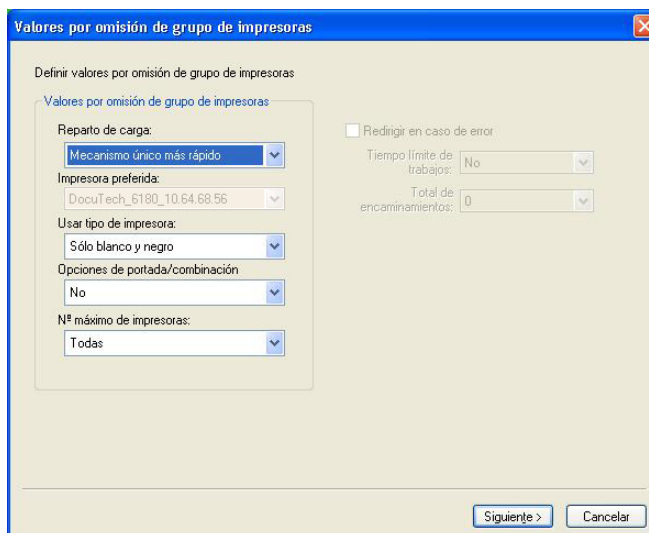 Valores por omisión de grupo de impresoras
Definir valores por omisión de grupo de impresoras
Valores por omisión de grupo de impresoras
Reparto de carga:
Mecanismo único más rápido
Impresora preferida:
DocuTech_6180_10.64.68.56
Usar tipo de impresora:
Sólo blanco y negro
Opciones de portada/combinación
No
Nº máximo de impresoras:
Todas
Redirigir en caso de error
Tiempo límite de
trabajos:
No
Total de
encaminamientos:
0
Siguiente >
Cancelar